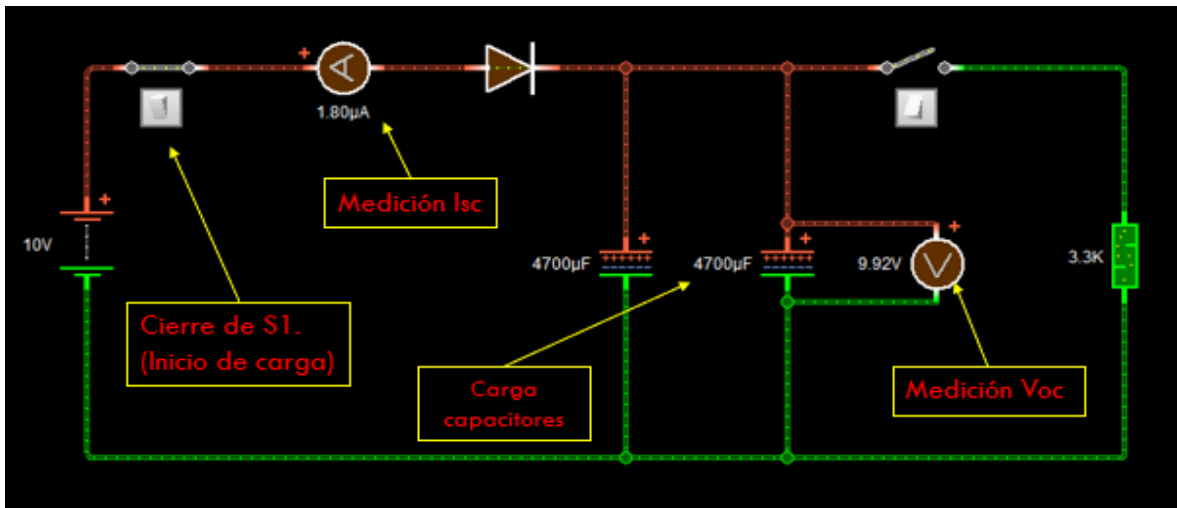 +
A
1.80µA
Medición Isc
+
10V
Cierre de S1.
(Inicio de carga)
+
4700µF
+
4700µF
Carga
capacitores
+
9.92V
V
Medición Voc
3.3K